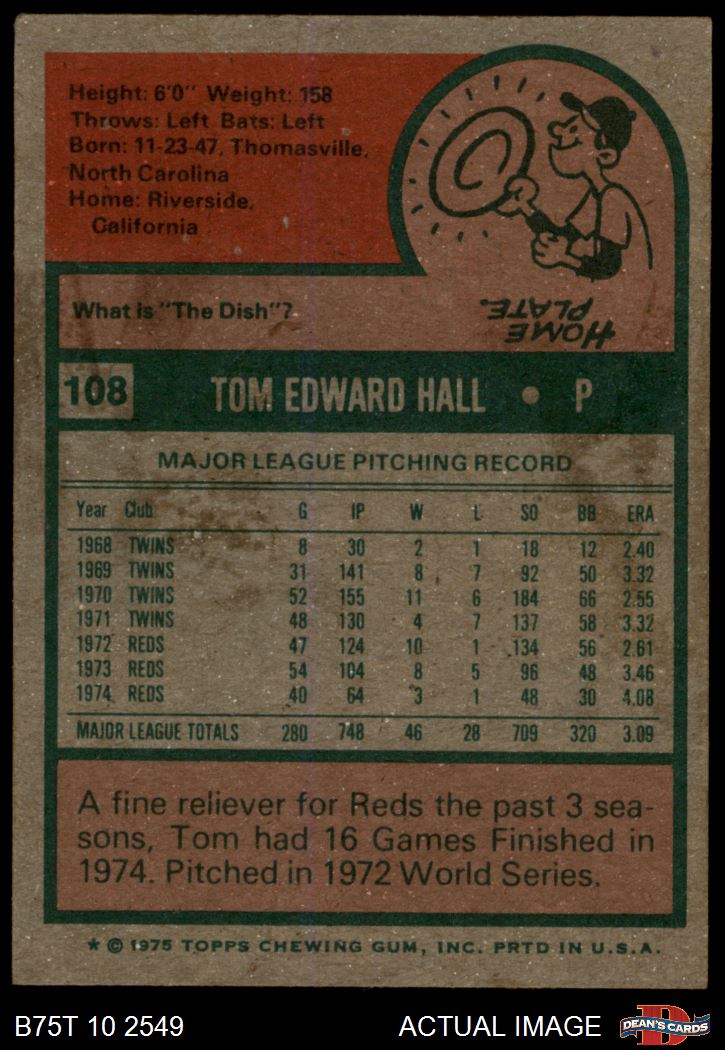 Height: 6'0" Weight: 158
Throws: Left Bats: Left
Born: 11-23-47, Thomasville,
North Carolina
Home: Riverside,
California
What is "The Dish"?
HOME
PLATE.
108 TOM EDWARD HALL • P
MAJOR LEAGUE PITCHING RECORD
Year Club G IP W L SO BB ERA
1968 TWINS 8 30 2 1 18 12 2.40
1969 TWINS 31 141 8 7 92 50 3.32
1970 TWINS 52 155 11 6 184 66 2.55
1971 TWINS 48 130 4 7 137 58 3.32
1972 REDS 47 124 10 1 134 56 2.61
1973 REDS 54 104 8 5 96 48 3.46
1974 REDS 40 64 3 1 48 30 4.08
MAJOR LEAGUE TOTALS 280 748 46 28 709 320 3.09
A fine reliever for Reds the past 3 sea-
sons, Tom had 16 Games Finished in
1974. Pitched in 1972 World Series.
* © 1975 TOPPS CHEWING GUM, INC. PRTD IN U.S.A.
B75T 10 2549 ACTUAL IMAGE
D
DEAN'S CARDS